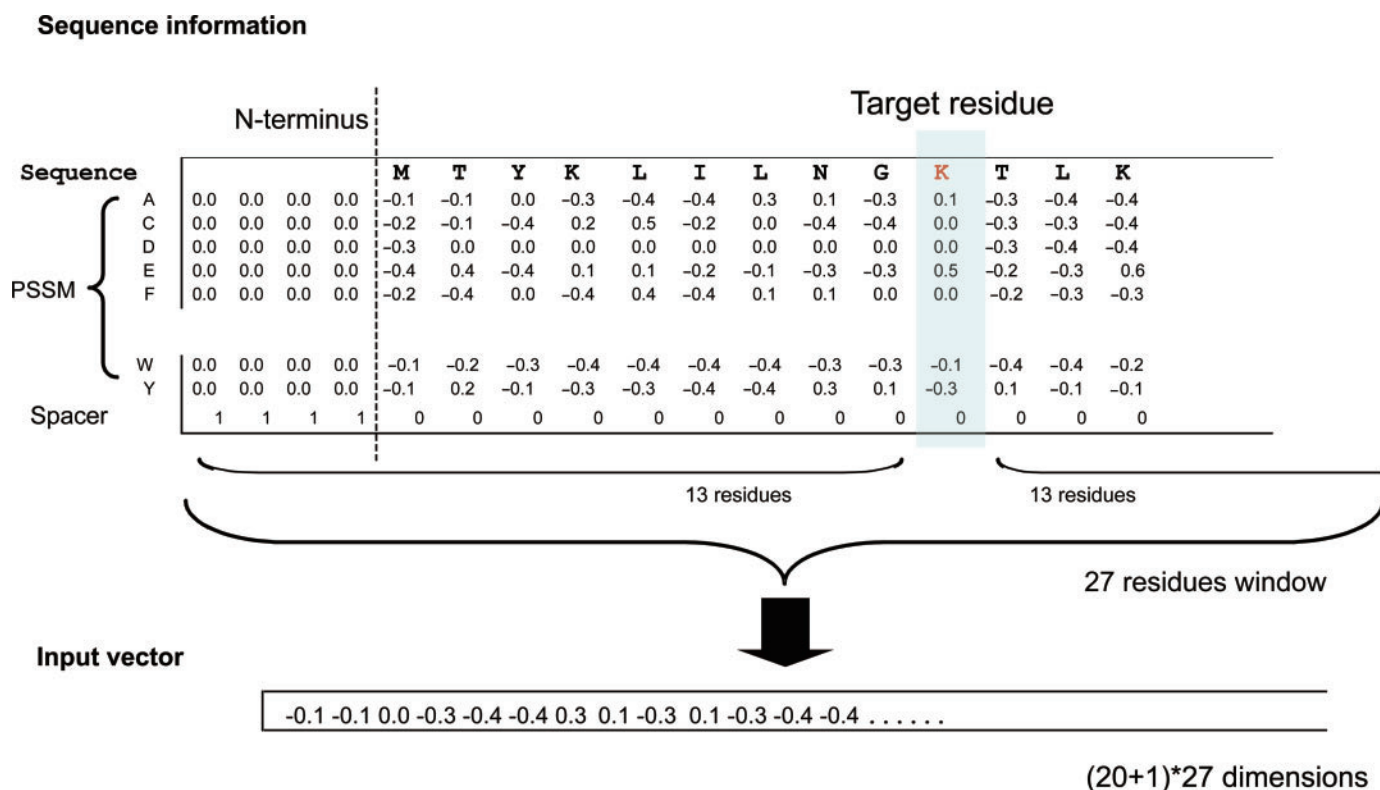 Sequence information
N-terminus
Target residue
Sequence M T Y K L I L N G K T L K
A 0.0 0.0 0.0 0.0 −0.1 −0.1 0.0 −0.3 −0.4 −0.4 0.3 0.1 −0.3 0.1 −0.3 −0.4 −0.4
C 0.0 0.0 0.0 0.0 −0.2 −0.1 −0.4 0.2 0.5 −0.2 0.0 −0.4 −0.4 0.0 −0.3 −0.3 −0.4
D 0.0 0.0 0.0 0.0 −0.3 0.0 0.0 0.0 0.0 0.0 0.0 0.0 0.0 0.0 −0.3 −0.4 −0.4
E 0.0 0.0 0.0 0.0 −0.4 0.4 −0.4 0.1 0.1 −0.2 −0.1 −0.3 −0.3 0.5 −0.2 −0.3 0.6
PSSM
F 0.0 0.0 0.0 0.0 −0.2 −0.4 0.0 −0.4 0.4 −0.4 0.1 0.1 0.0 0.0 −0.2 −0.3 −0.3
W 0.0 0.0 0.0 0.0 −0.1 −0.2 −0.3 −0.4 −0.4 −0.4 −0.4 −0.3 −0.3 −0.1 −0.4 −0.4 −0.2
Y 0.0 0.0 0.0 0.0 −0.1 0.2 −0.1 −0.3 −0.3 −0.4 −0.4 0.3 0.1 −0.3 0.1 −0.1 −0.1
Spacer 1 1 1 1 0 0 0 0 0 0 0 0 0 0 0 0 0
13 residues 13 residues
27 residues window
Input vector
-0.1 -0.1 0.0 -0.3 -0.4 -0.4 0.3 0.1 -0.3 0.1 -0.3 -0.4 -0.4 . . . . . .
(20+1)*27 dimensions